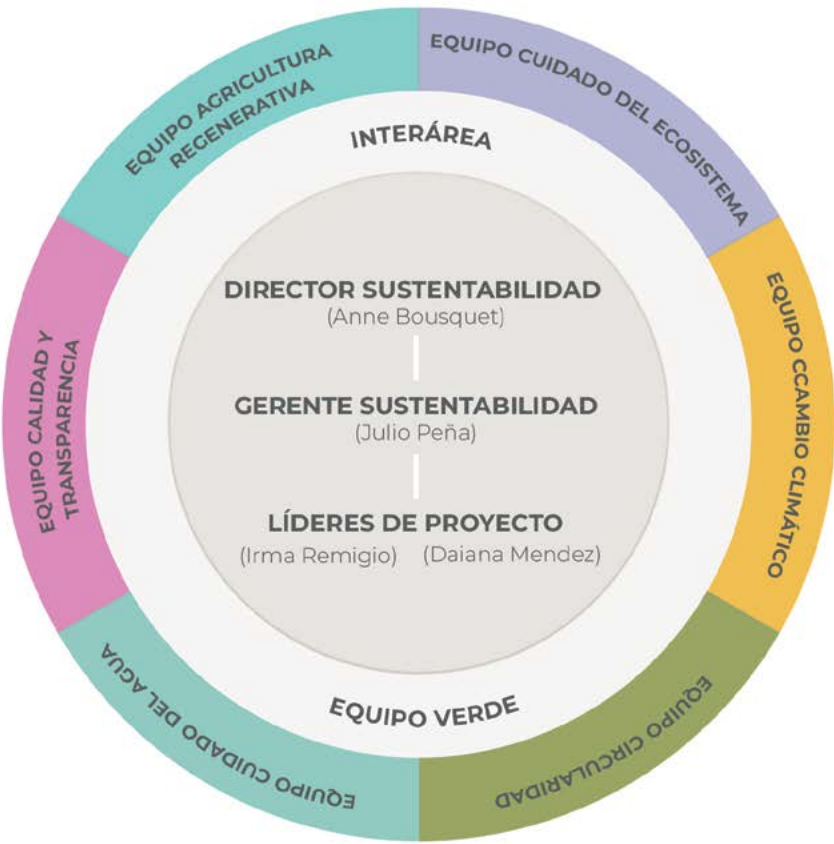 EQUIPO AGRICULTURA
REGENERATIVA
EQUIPO CUIDADO DEL ECOSISTEMA
EQUIPO CCAMBIO CLIMÁTICO
EQUIPO CIRCULARIDAD
EQUIPO CUIDADO DEL AGUA
EQUIPO CALIDAD Y
TRANSPARENCIA
INTERÁREA
DIRECTOR SUSTENTABILIDAD
(Anne Bousquet)
GERENTE SUSTENTABILIDAD
(Julio Peña)
LÍDERES DE PROYECTO
(Irma Remigio) (Daiana Mendez)
EQUIPO VERDE